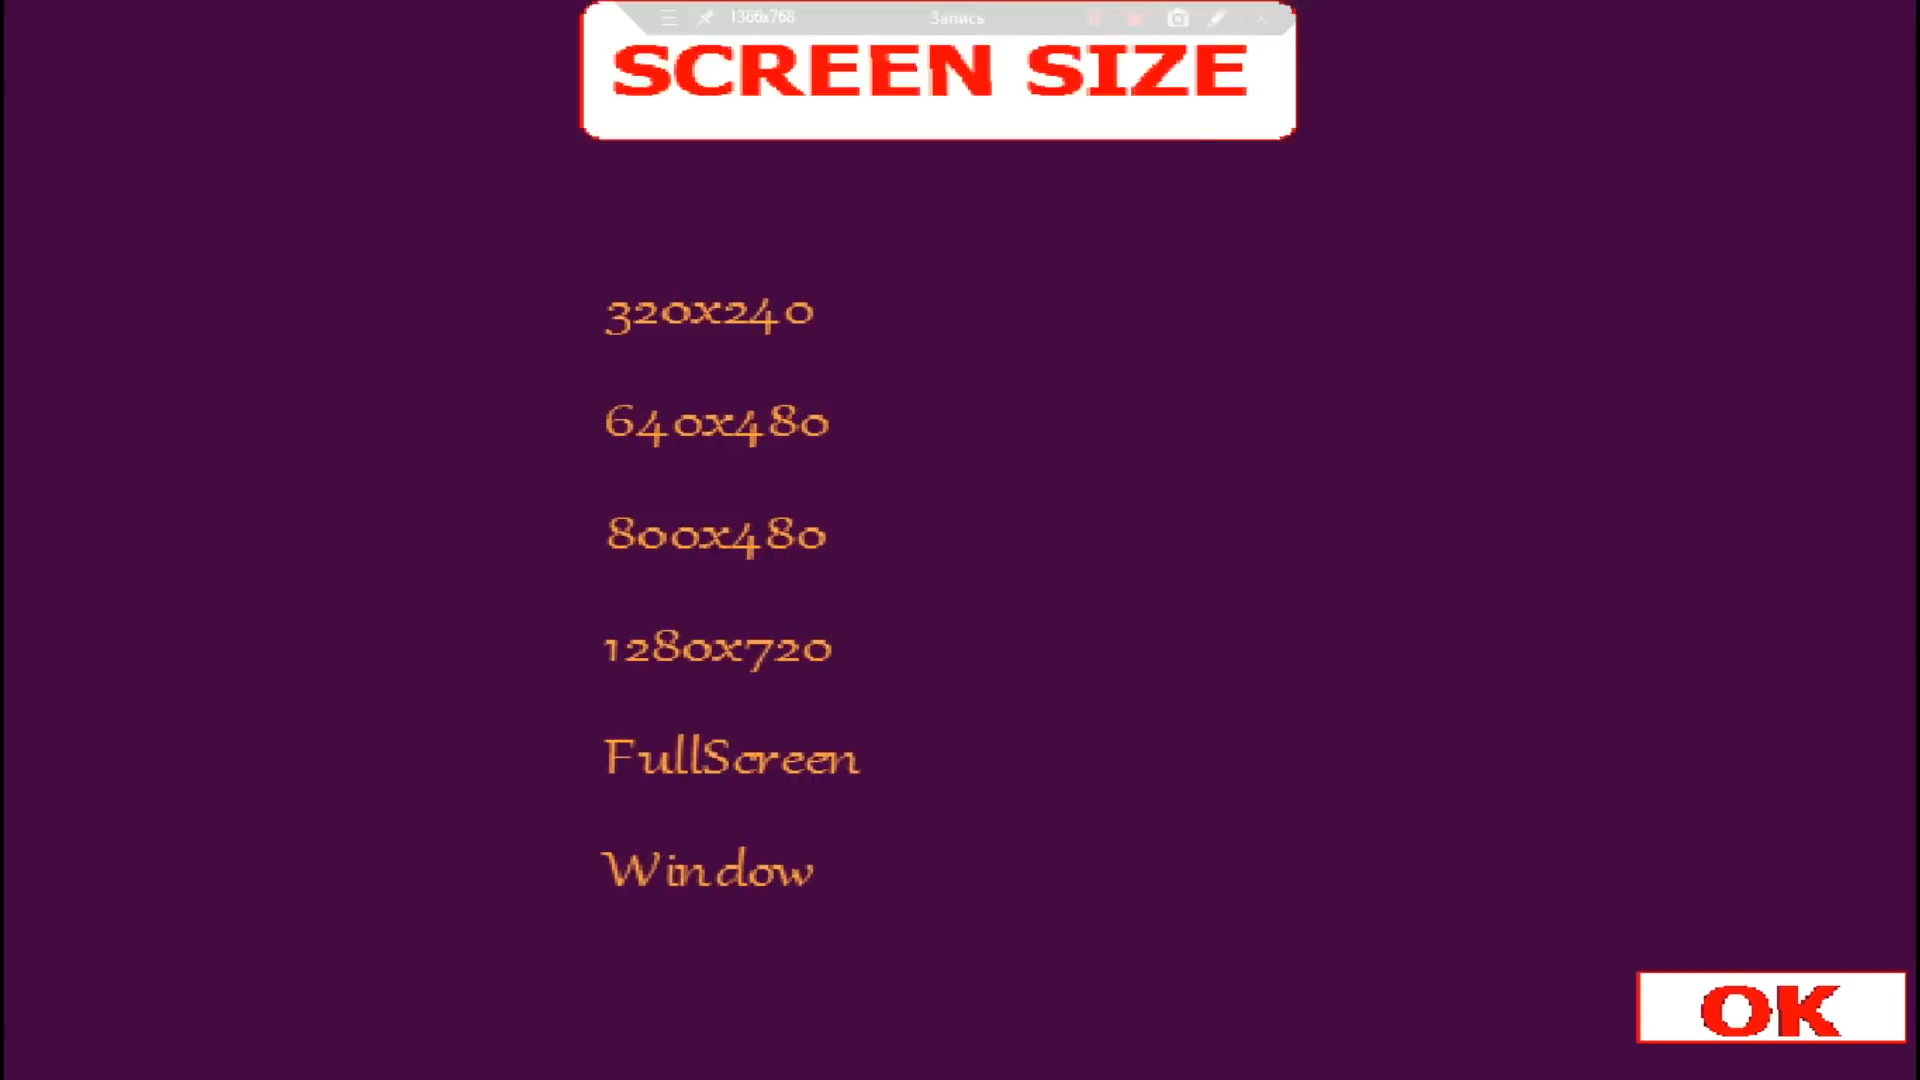 1366x768 Запись
SCREEN SIZE
320x240
640x480
800x480
1280x720
FullScreen
Window
OK